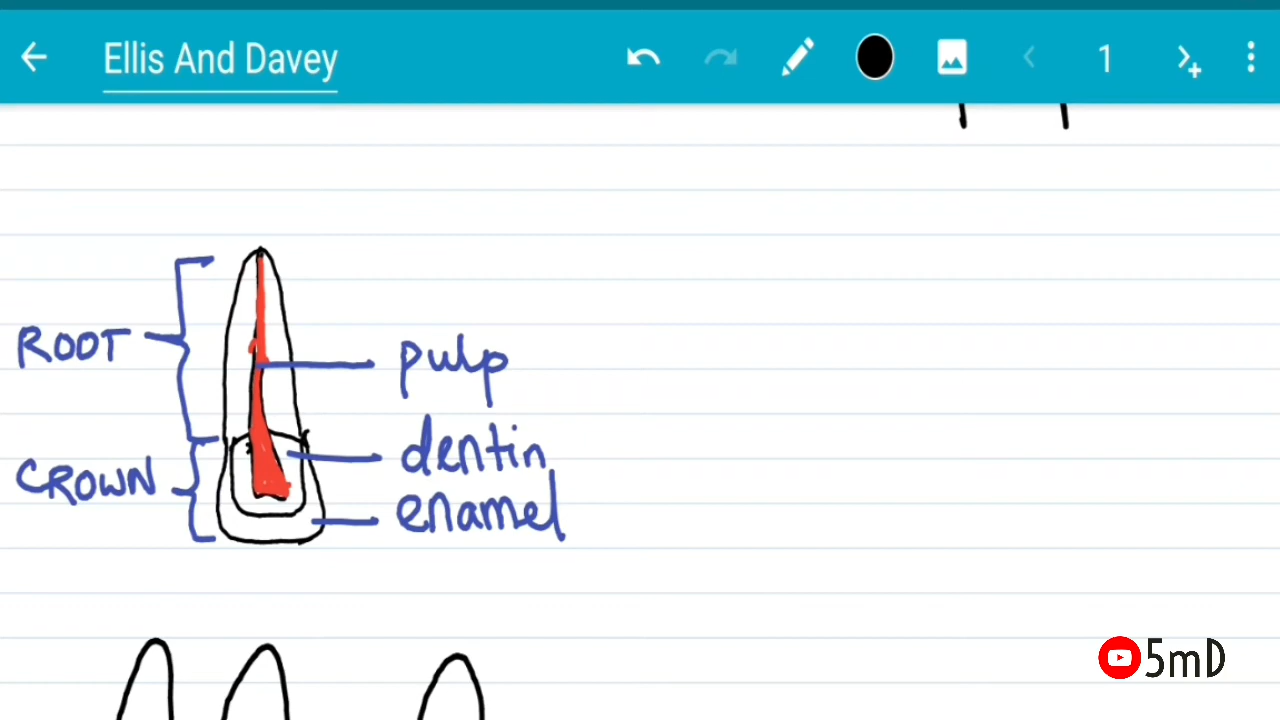 Ellis And Davey
1
ROOT
pulp
dentin
CROWN
enamel
5mD